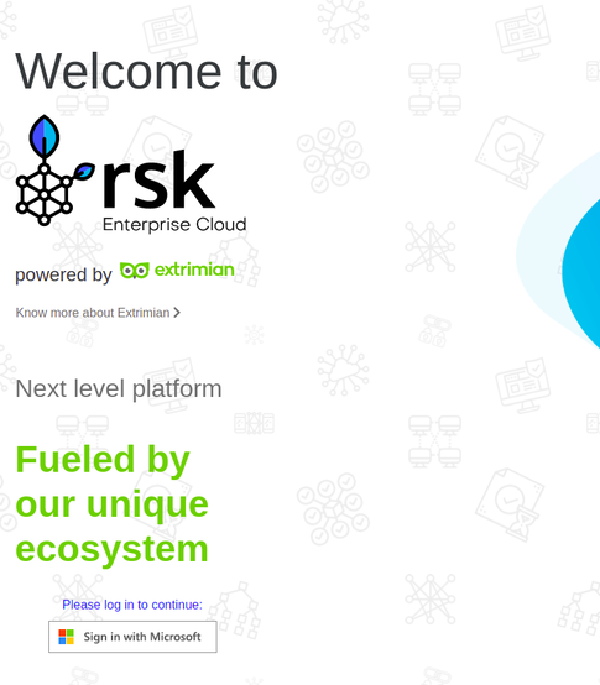 Welcome to
rsk
Enterprise Cloud
powered by extrimian
Know more about Extrimian >
Next level platform
Fueled by
our unique
ecosystem
Please log in to continue:
Sign in with Microsoft